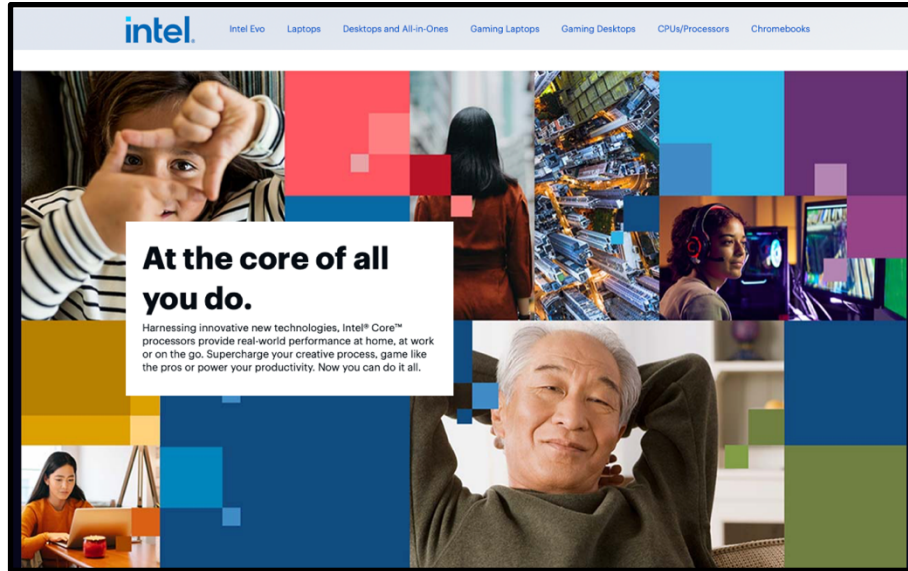 intel.
Intel Evo Laptops Desktops and All-in-Ones Gaming Laptops Gaming Desktops CPUs/Processors Chromebooks
At the core of all
you do.
Harnessing innovative new technologies, Intel® Core™
processors provide real-world performance at home, at work
or on the go. Supercharge your creative process, game like
the pros or power your productivity. Now you can do it all.